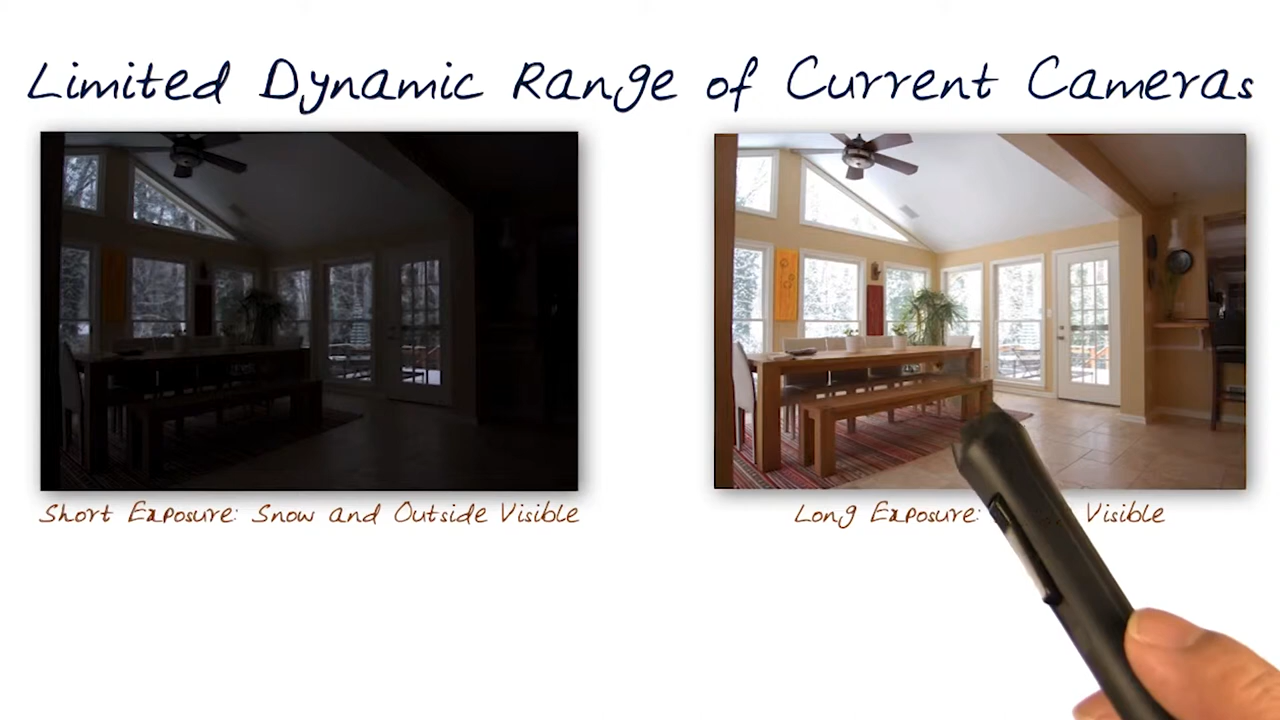 Limited Dynamic Range of Current Cameras
Short Exposure: Snow and Outside Visible
Long Exposure: Visible